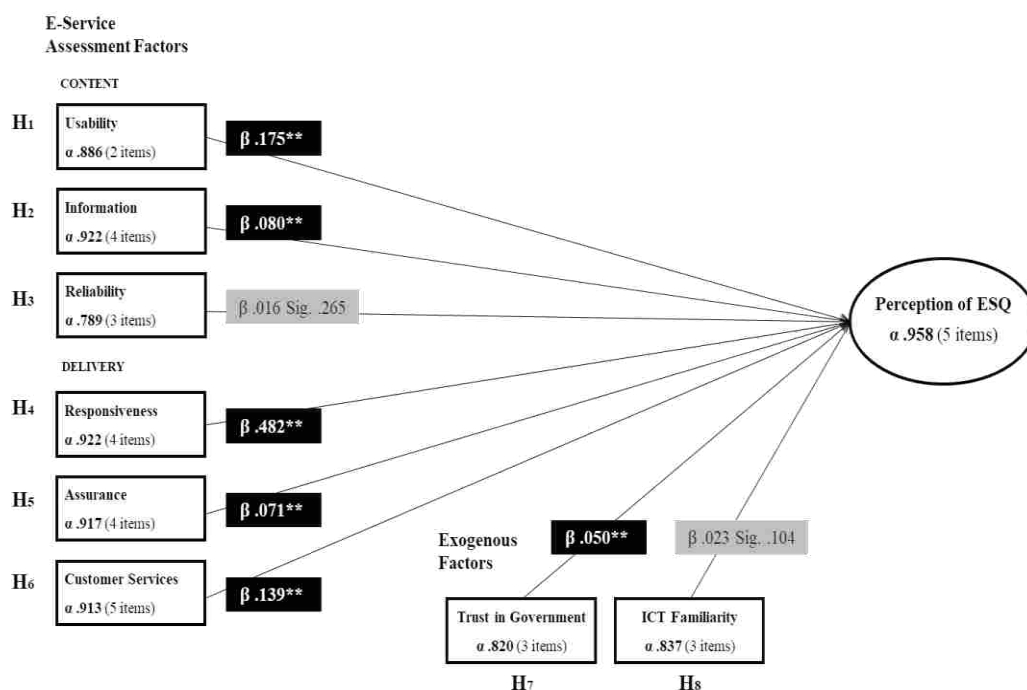 E-Service
Assessment Factors
CONTENT
H1
Usability
α .886 (2 items)
β .175**
H2
Information
α .922 (4 items)
β .080**
H3
Reliability
α .789 (3 items)
β .016 Sig. .265
Perception of ESQ
α .958 (5 items)
DELIVERY
H4
Responsiveness
α .922 (4 items)
β .482**
H5
Assurance
α .917 (4 items)
β .071**
H6
Customer Services
α .913 (5 items)
β .139**
Exogenous
Factors
β .050**
β .023 Sig. .104
Trust in Government
α .820 (3 items)
ICT Familiarity
α .837 (3 items)
H7
H8